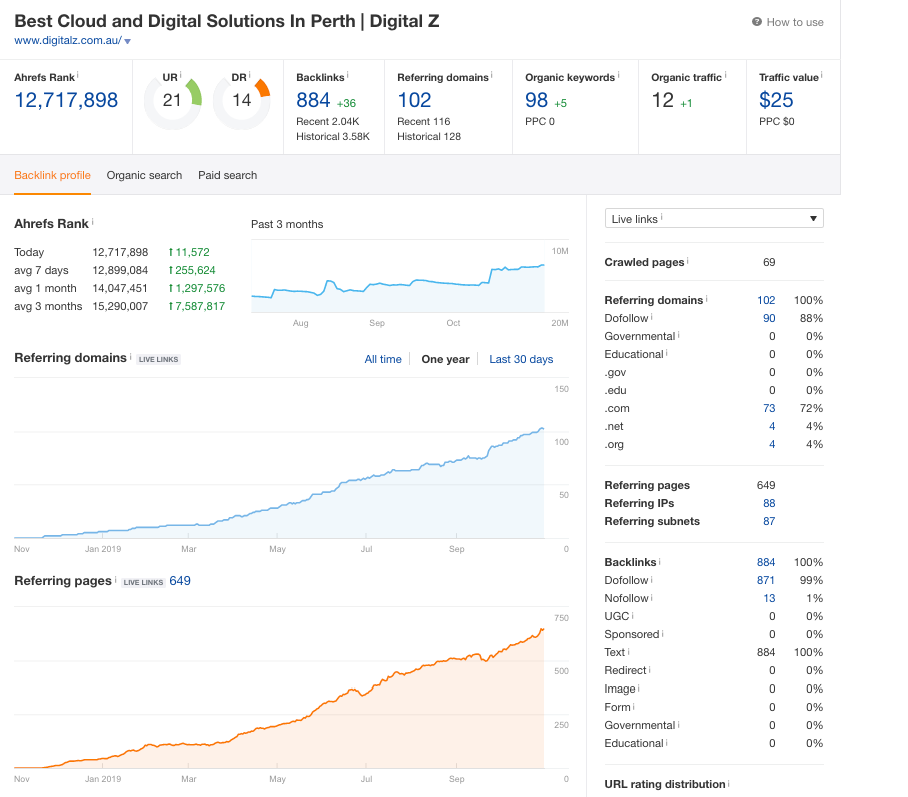 Best Cloud and Digital Solutions In Perth | Digital Z
How to use
www.digitalz.com.au/
Ahrefs Rank i
12,717,898
UR i
21
DR i
14
Backlinks i
884 +36
Recent 2.04K
Historical 3.58K
Referring domains i
102
Recent 116
Historical 128
Organic keywords i
98 +5
PPC 0
Organic traffic i
12 +1
Traffic value i
$25
PPC $0
Backlink profile Organic search Paid search
Ahrefs Rank i
Today 12,717,898 ↑11,572
avg 7 days 12,899,084 ↑255,624
avg 1 month 14,047,451 ↑1,297,576
avg 3 months 15,290,007 ↑7,587,817
Past 3 months
10M
Aug Sep Oct 20M
Referring domains i LIVE LINKS
All time One year Last 30 days
150
100
50
Nov Jan 2019 Mar May Jul Sep 0
Referring pages i LIVE LINKS 649
750
500
250
Nov Jan 2019 Mar May Jul Sep 0
Live links i
Crawled pages i 69
Referring domains i 102 100%
Dofollow i 90 88%
Governmental i 0 0%
Educational i 0 0%
.gov 0 0%
.edu 0 0%
.com 73 72%
.net 4 4%
.org 4 4%
Referring pages 649
Referring IPs 88
Referring subnets 87
Backlinks i 884 100%
Dofollow i 871 99%
Nofollow i 13 1%
UGC i 0 0%
Sponsored i 0 0%
Text i 884 100%
Redirect i 0 0%
Image i 0 0%
Form i 0 0%
Governmental i 0 0%
Educational i 0 0%
URL rating distribution i